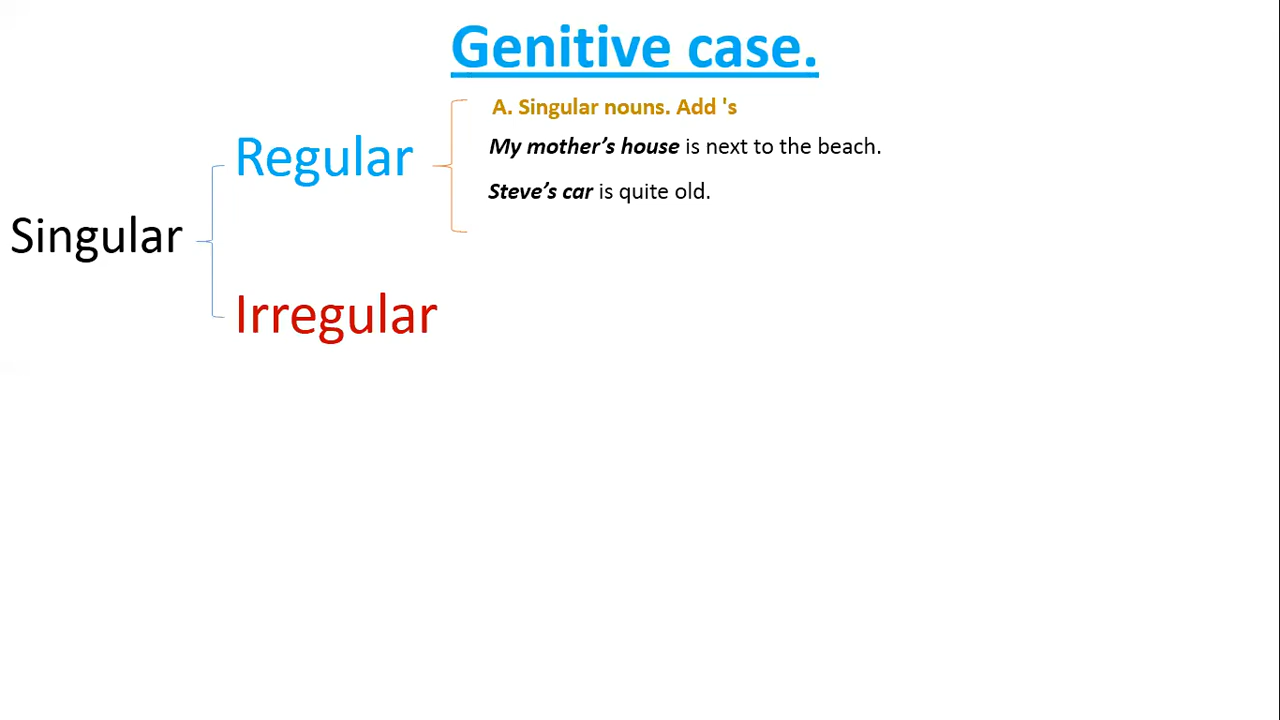 Genitive case.
A. Singular nouns. Add 's
Regular
My mother’s house is next to the beach.
Steve’s car is quite old.
Singular
Irregular